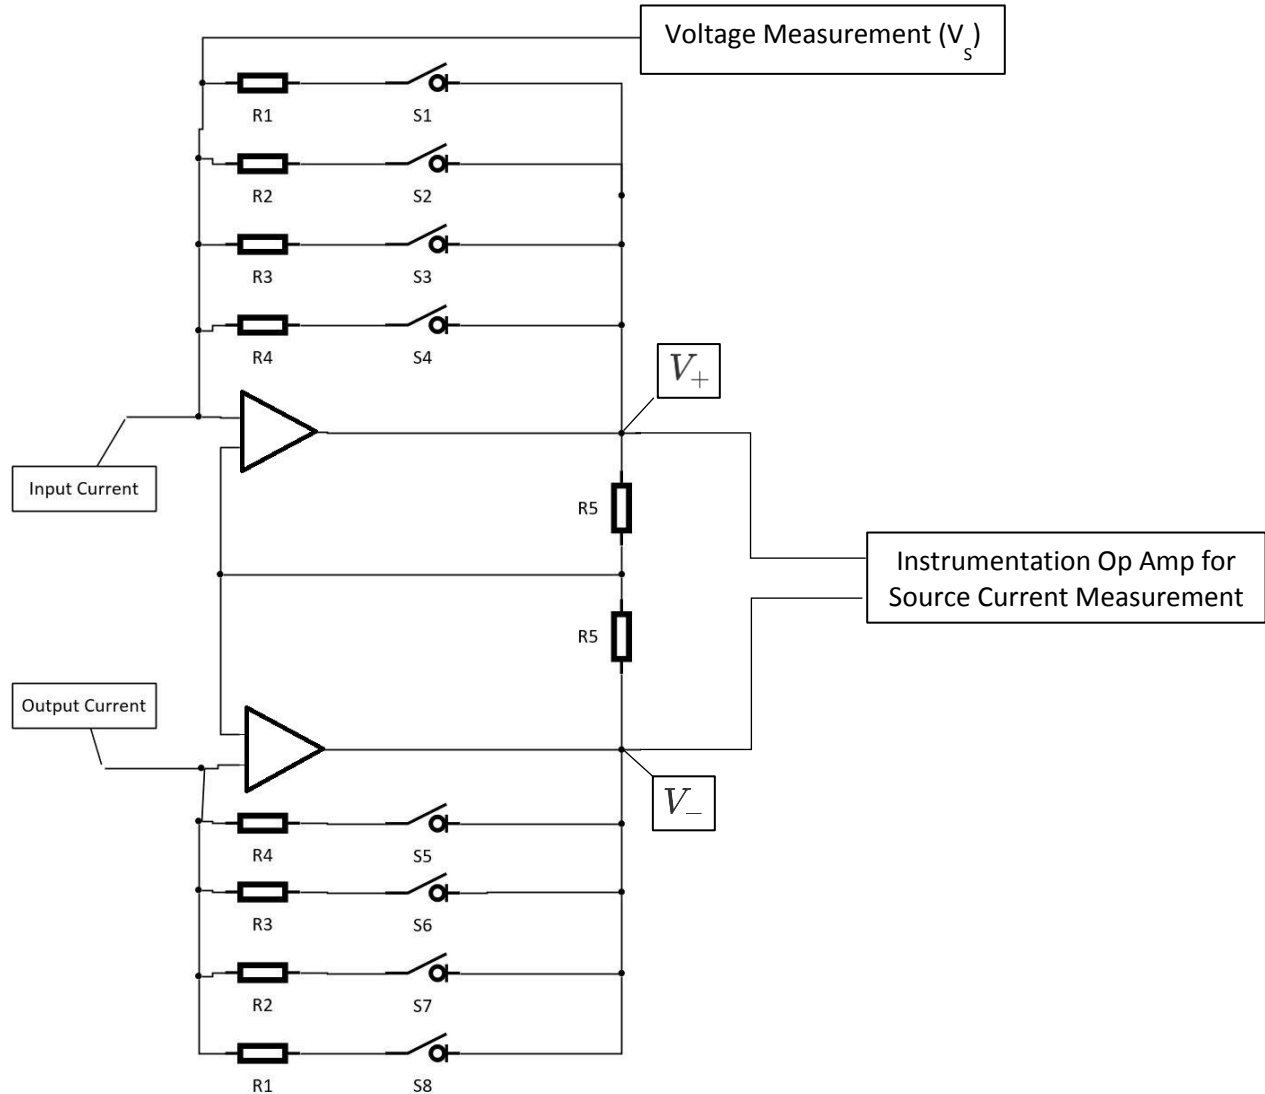 Voltage Measurement (Vₛ)
R1
S1
R2
S2
R3
S3
R4
S4
V₊
Input Current
R5
Instrumentation Op Amp for
Source Current Measurement
R5
Output Current
V₋
R4
S5
R3
S6
R2
S7
R1
S8